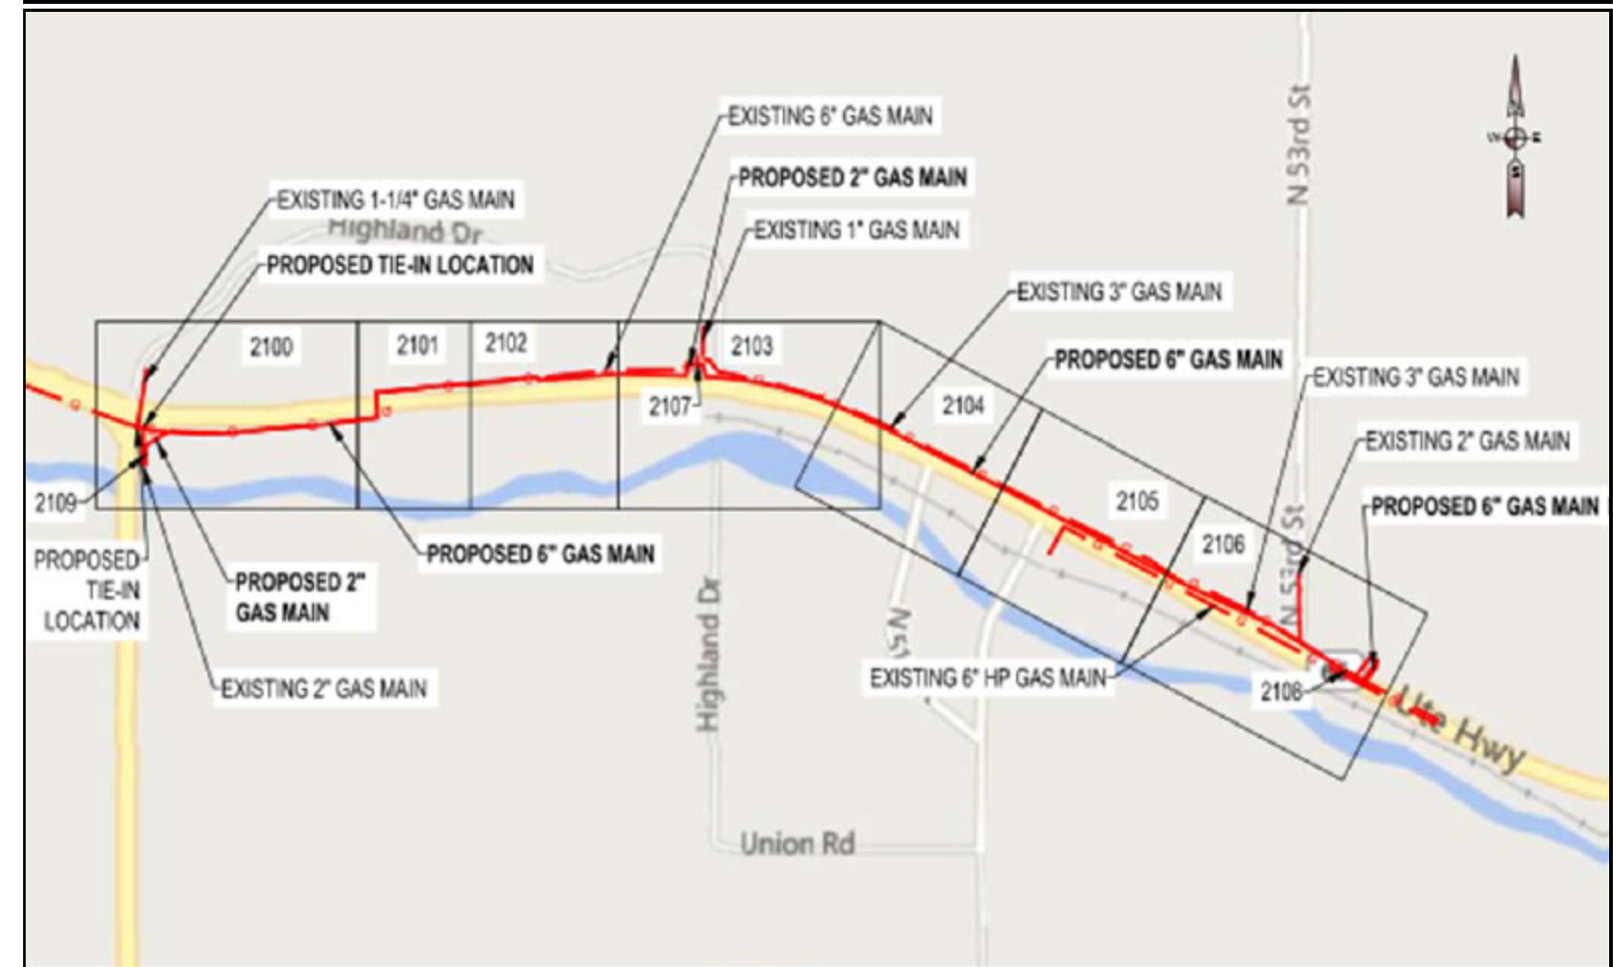 EXISTING 6" GAS MAIN
PROPOSED 2" GAS MAIN
EXISTING 1" GAS MAIN
EXISTING 1-1/4" GAS MAIN
Highland Dr
PROPOSED TIE-IN LOCATION
N 53rd St
W
E
S
EXISTING 3" GAS MAIN
PROPOSED 6" GAS MAIN
EXISTING 3" GAS MAIN
EXISTING 2" GAS MAIN
PROPOSED 6" GAS MAIN
2100
2101
2102
2103
2107
2104
2105
2106
N 53rd St
2109
PROPOSED
TIE-IN
LOCATION
PROPOSED 2"
GAS MAIN
PROPOSED 6" GAS MAIN
EXISTING 2" GAS MAIN
Highland Dr
EXISTING 6" HP GAS MAIN
2108
Ute Hwy
Union Rd